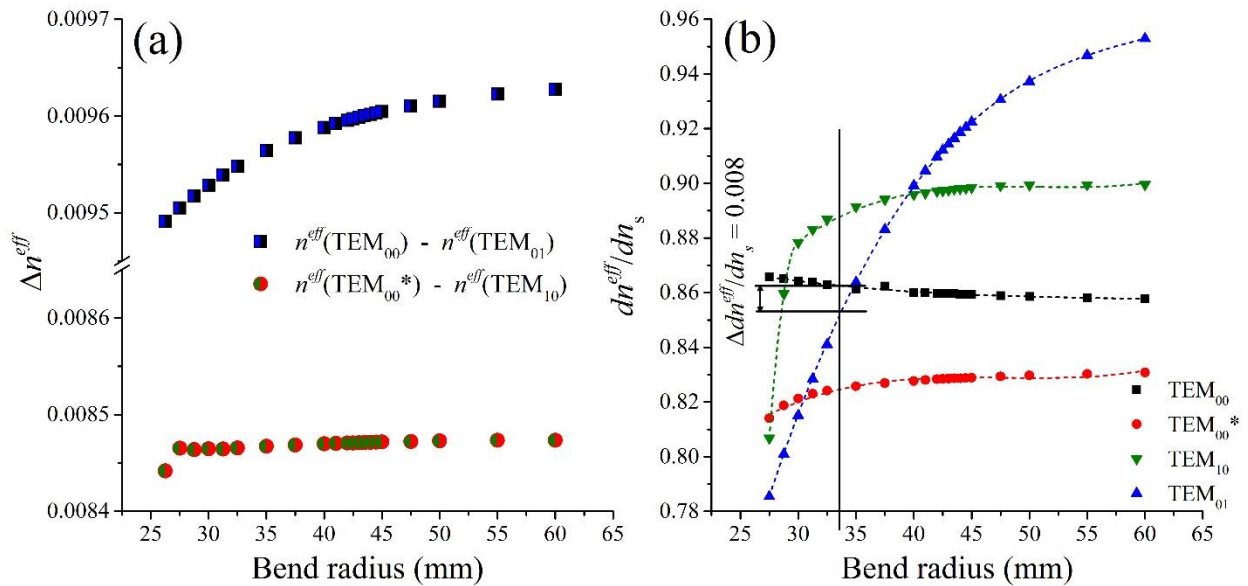 (a)
0.0097
0.0096
0.0095
0.0086
0.0085
0.0084
Δn^eff
n^eff(TEM₀₀) - n^eff(TEM₀₁)
n^eff(TEM₀₀*) - n^eff(TEM₁₀)
25 30 35 40 45 50 55 60 65
Bend radius (mm)
(b)
0.96
0.94
0.92
0.90
0.88
0.86
0.84
0.82
0.80
0.78
dn^eff/dnₛ
Δdn^eff/dnₛ = 0.008
TEM₀₀
TEM₀₀*
TEM₁₀
TEM₀₁
25 30 35 40 45 50 55 60 65
Bend radius (mm)